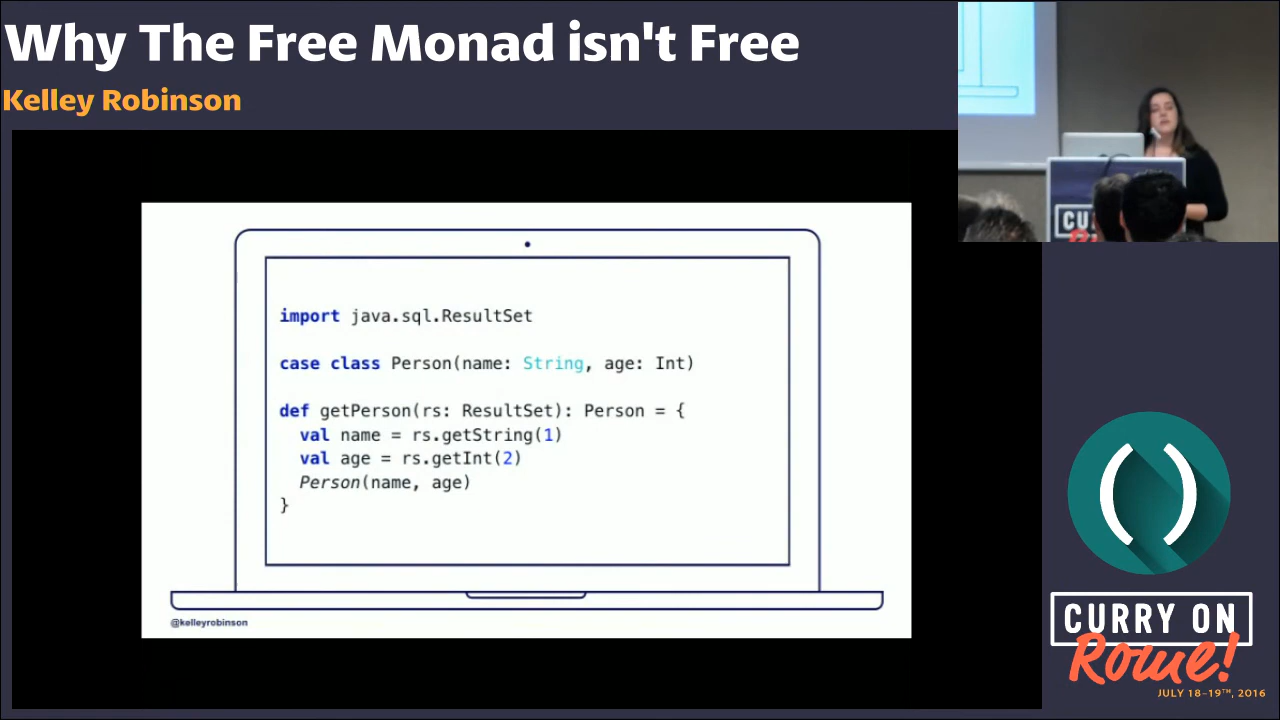 Why The Free Monad isn't Free
Kelley Robinson
import java.sql.ResultSet
case class Person(name: String, age: Int)
def getPerson(rs: ResultSet): Person = {
val name = rs.getString(1)
val age = rs.getInt(2)
Person(name, age)
}
@kelleyrobinson
CU
( )
CURRY ON
Rome!
JULY 18-19TH, 2016